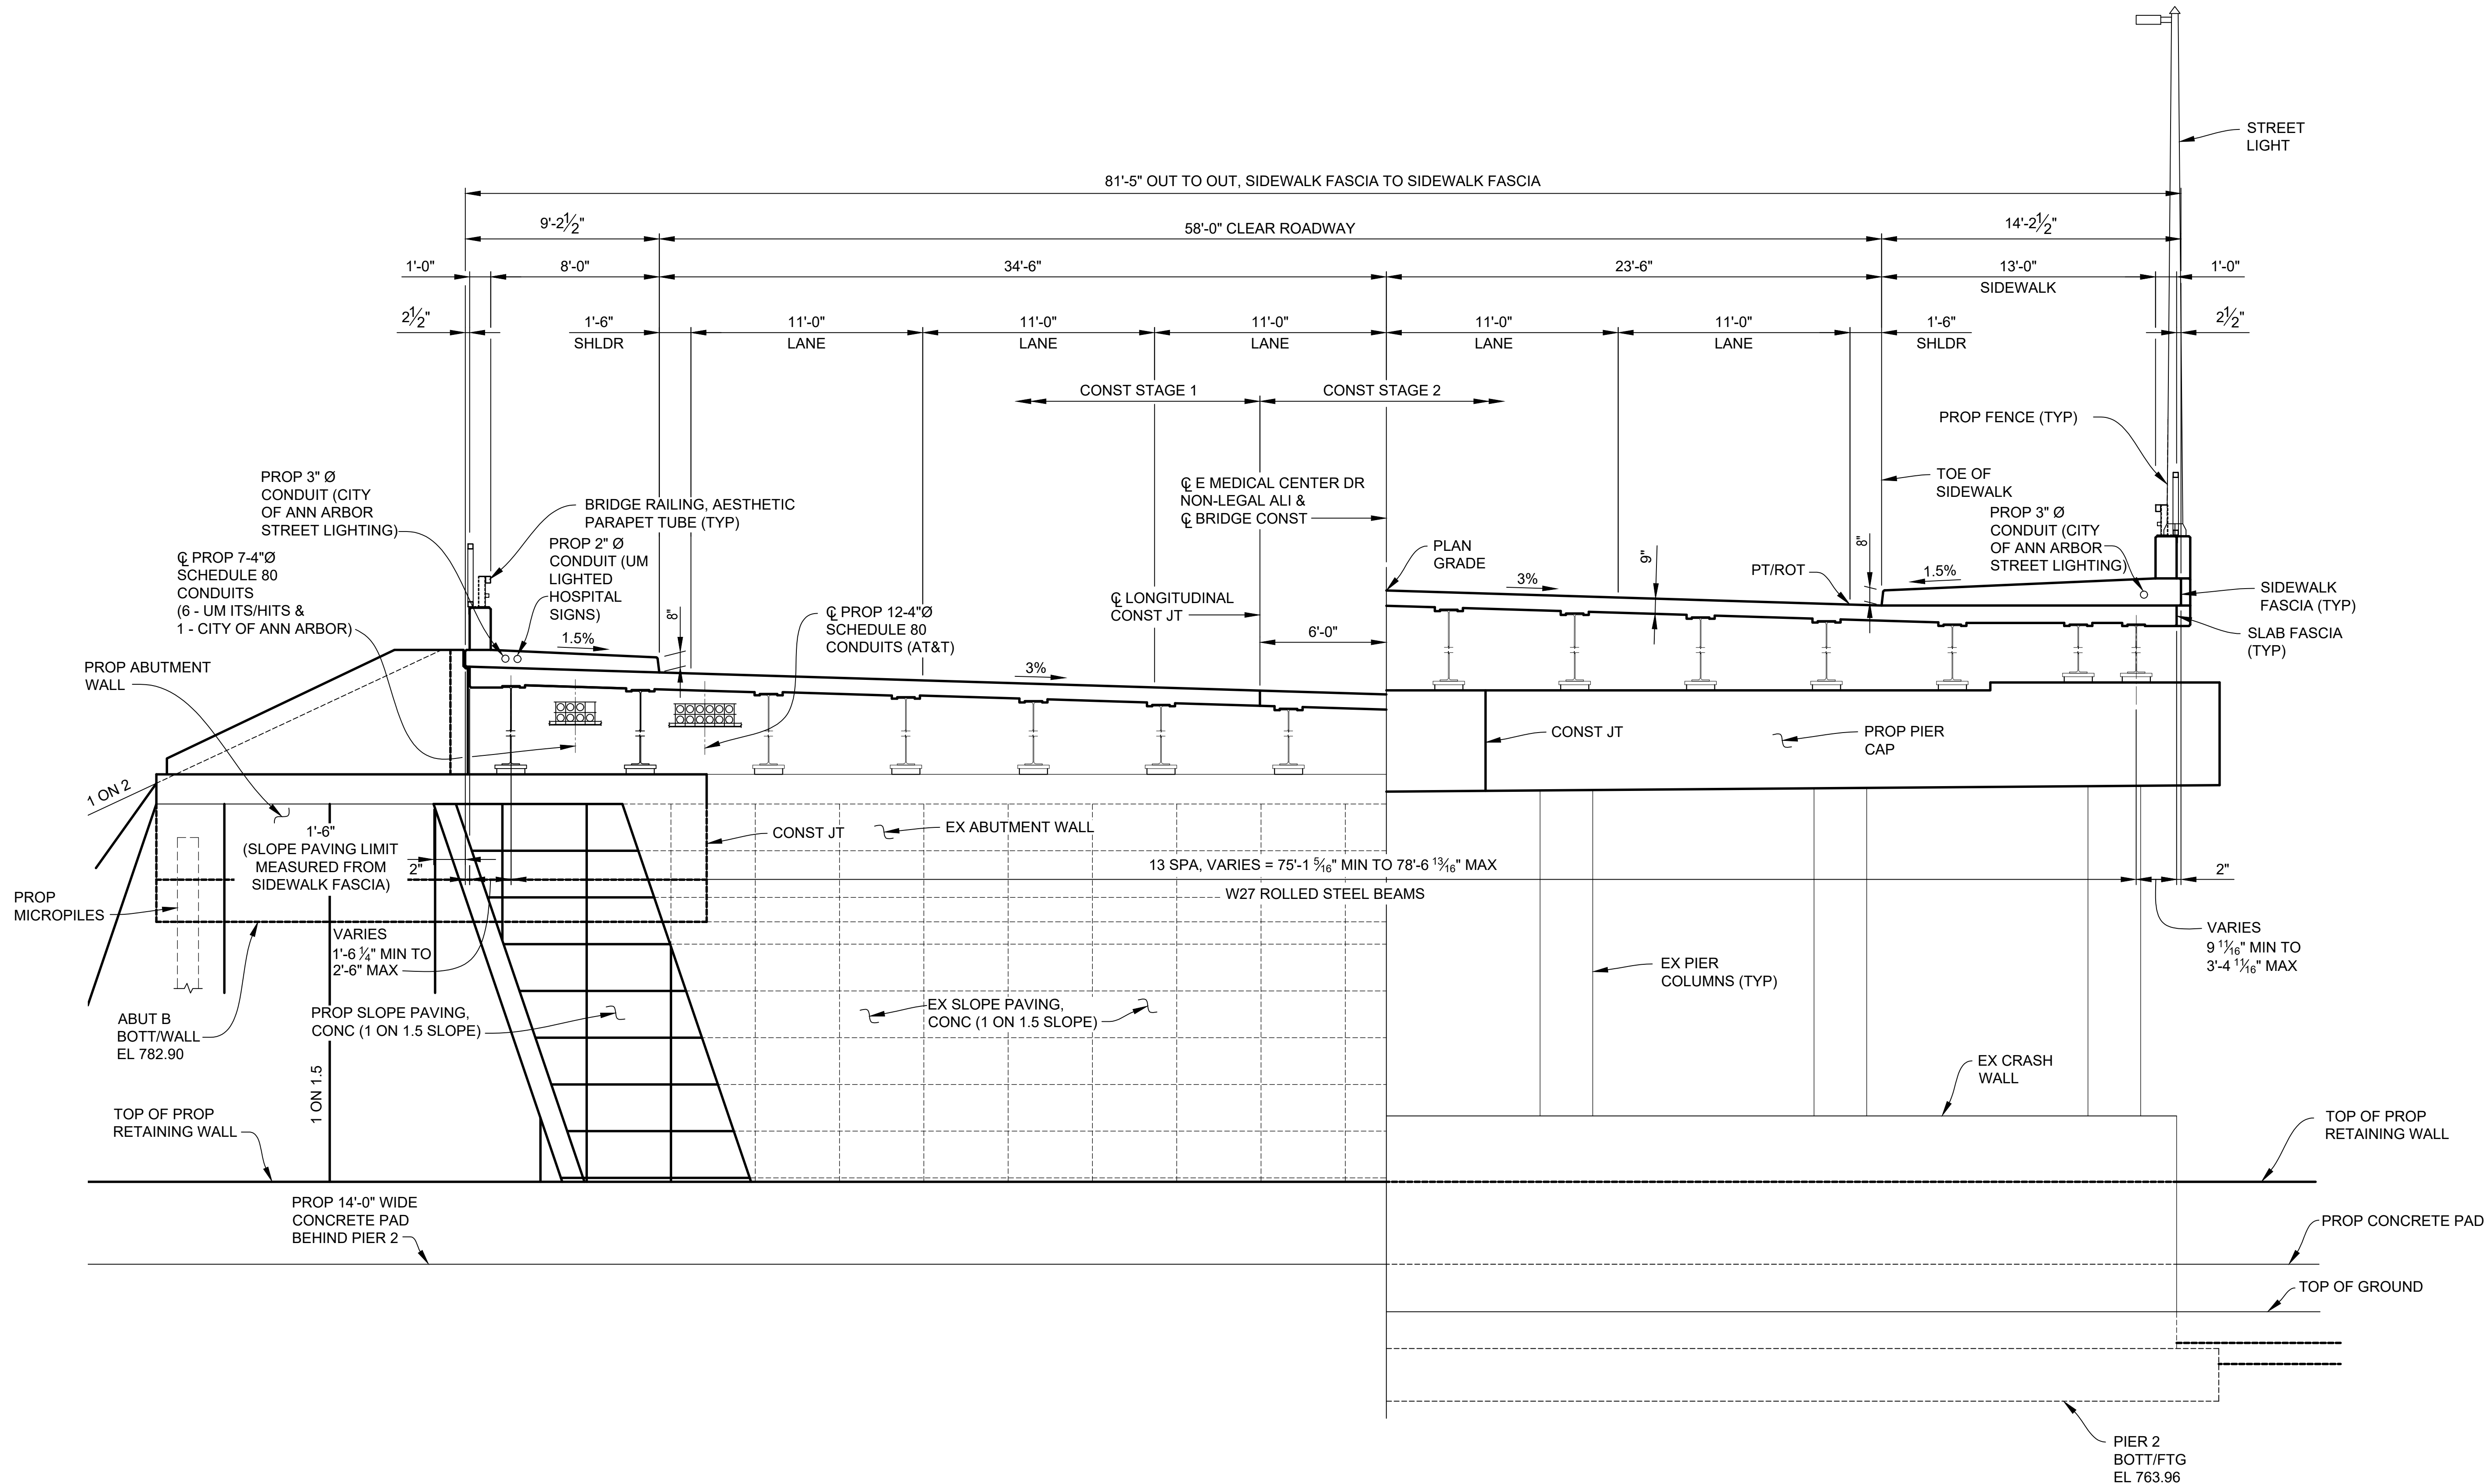 STREET
LIGHT
81'-5" OUT TO OUT, SIDEWALK FASCIA TO SIDEWALK FASCIA
9'-2½"
58'-0" CLEAR ROADWAY
14'-2½"
1'-0"
8'-0"
34'-6"
23'-6"
13'-0"
SIDEWALK
1'-0"
2½"
1'-6"
SHLDR
11'-0"
LANE
11'-0"
LANE
11'-0"
LANE
11'-0"
LANE
11'-0"
LANE
1'-6"
SHLDR
2½"
CONST STAGE 1
CONST STAGE 2
PROP FENCE (TYP)
PROP 3" Ø
CONDUIT (CITY
OF ANN ARBOR
STREET LIGHTING)
BRIDGE RAILING, AESTHETIC
PARAPET TUBE (TYP)
℄ E MEDICAL CENTER DR
NON-LEGAL ALI &
℄ BRIDGE CONST
TOE OF
SIDEWALK
PROP 3" Ø
CONDUIT (CITY
OF ANN ARBOR
STREET LIGHTING)
℄ PROP 7-4"Ø
SCHEDULE 80
CONDUITS
(6 - UM ITS/HITS &
1 - CITY OF ANN ARBOR)
PROP 2" Ø
CONDUIT (UM
LIGHTED
HOSPITAL
SIGNS)
PLAN
GRADE
9"
8"
PT/ROT
3%
1.5%
SIDEWALK
FASCIA (TYP)
℄ PROP 12-4"Ø
SCHEDULE 80
CONDUITS (AT&T)
℄ LONGITUDINAL
CONST JT
8"
1.5%
6'-0"
SLAB FASCIA
(TYP)
PROP ABUTMENT
WALL
3%
CONST JT
PROP PIER
CAP
1 ON 2
1'-6"
(SLOPE PAVING LIMIT
MEASURED FROM
SIDEWALK FASCIA)
2"
CONST JT
EX ABUTMENT WALL
13 SPA, VARIES = 75'-1 5⁄16" MIN TO 78'-6 13⁄16" MAX
2"
W27 ROLLED STEEL BEAMS
PROP
MICROPILES
VARIES
1'-6 ¼" MIN TO
2'-6" MAX
VARIES
9 11⁄16" MIN TO
3'-4 11⁄16" MAX
EX PIER
COLUMNS (TYP)
ABUT B
BOTT/WALL
EL 782.90
PROP SLOPE PAVING,
CONC (1 ON 1.5 SLOPE)
EX SLOPE PAVING,
CONC (1 ON 1.5 SLOPE)
1 ON 1.5
EX CRASH
WALL
TOP OF PROP
RETAINING WALL
TOP OF PROP
RETAINING WALL
PROP 14'-0" WIDE
CONCRETE PAD
BEHIND PIER 2
PROP CONCRETE PAD
TOP OF GROUND
PIER 2
BOTT/FTG
EL 763.96